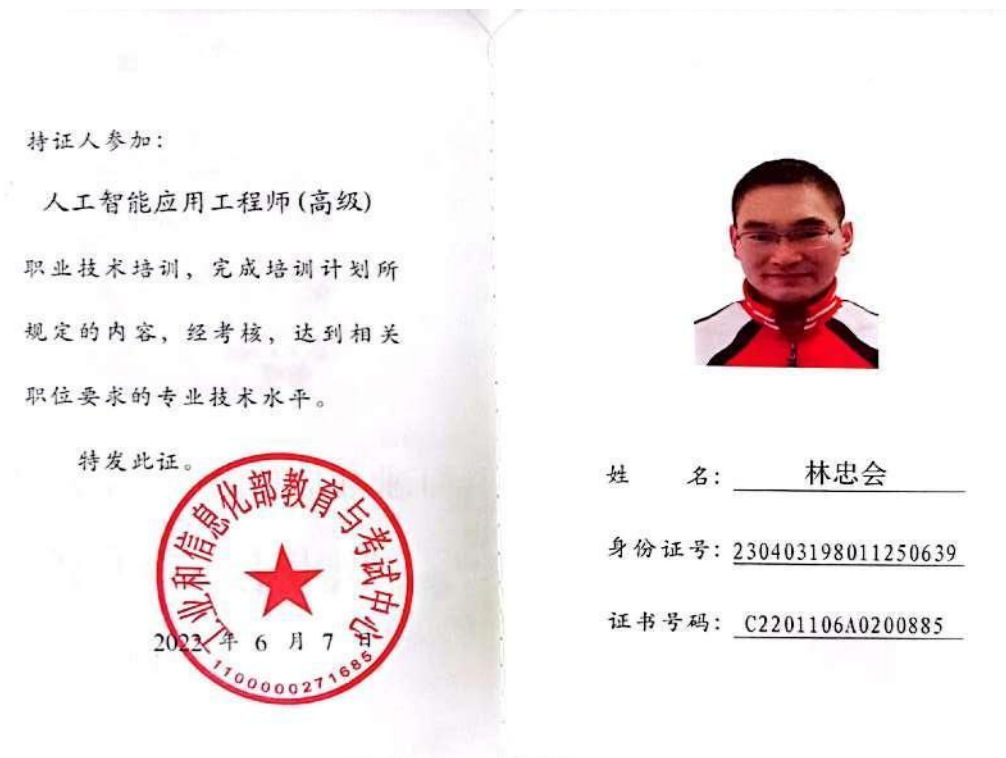 持证人参加：
人工智能应用工程师(高级)
职业技术培训，完成培训计划所
规定的内容，经考核，达到相关
职位要求的专业技术水平。
特发此证。
工业和信息化部教育与考试中心
2022 年 6 月 7 日
1100000271685
姓 名：林忠会
身份证号：230403198011250639
证书号码：C2201106A0200885